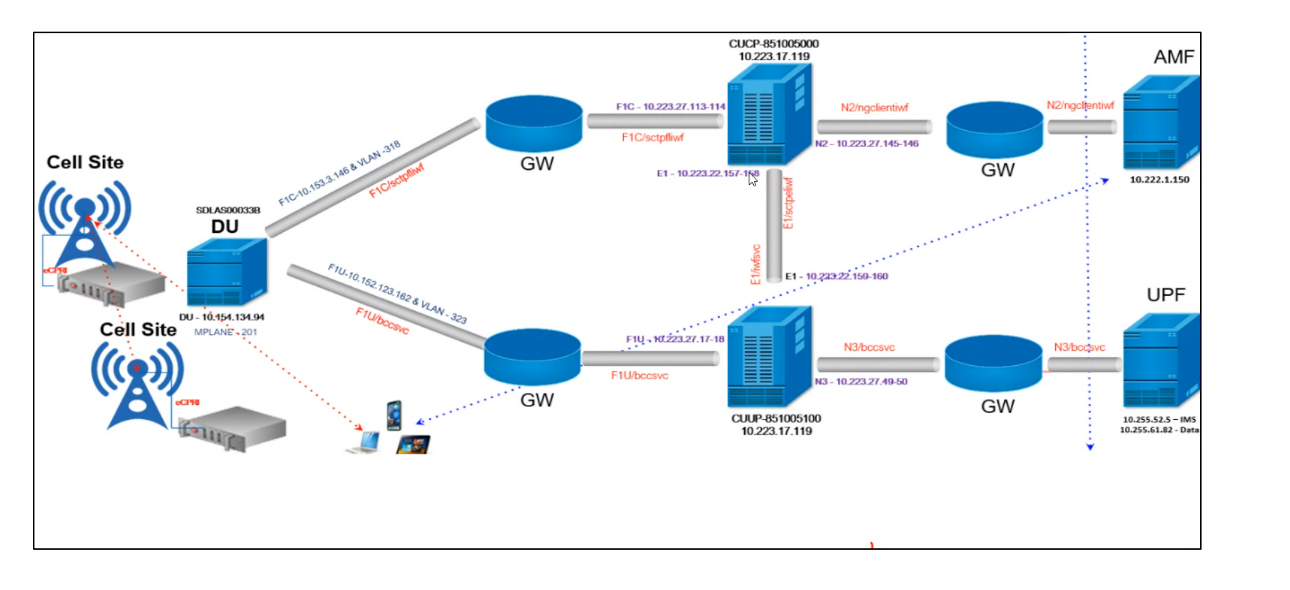 CUCP-851005000
10.223.17.119
AMF
F1C - 10.223.27.113-114
N2/ngclientiwf
N2/ngclientiwf
F1C/sctpfliwf
N2 - 10.223.27.145-146
GW
GW
Cell Site
F1C-10.153.3.146 & VLAN -318
F1C/sctpfliwf
E1 - 10.223.22.157-158
10.222.1.150
SDLAS00033B
DU
E1/sctpeliwf
E1/iwfsvc
eCPRI
F1U-10.152.123.162 & VLAN - 323
F1U/bccsvc
E1 - 10.223.22.159-160
UPF
DU - 10.154.134.94
MPLANE - 201
Cell Site
F1U - 10.223.27.17-18
N3/bccsvc
N3/bccsvc
F1U/bccsvc
N3 - 10.223.27.49-50
GW
GW
eCPRI
CUUP-851005100
10.223.17.119
10.255.52.5 – IMS
10.255.61.82 - Data